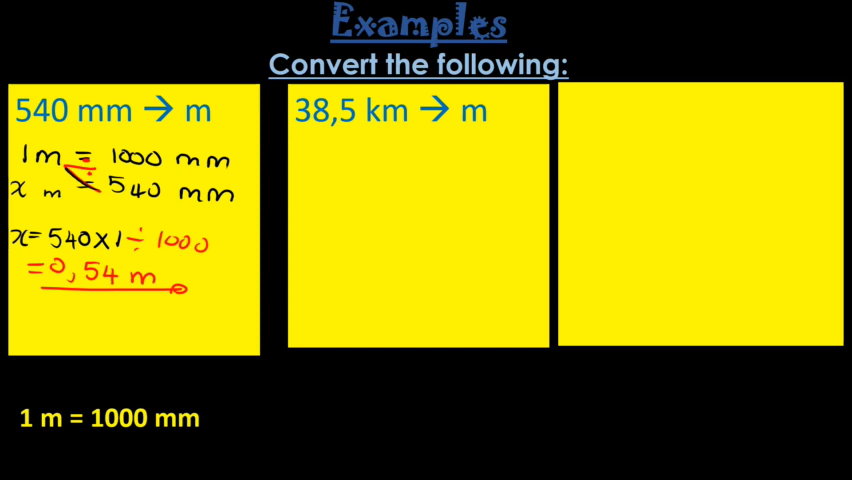 Examples
Convert the following:
540 mm → m
1m = 1000 mm
x m = 540 mm
x = 540 x 1 ÷ 1000
= 0,54 m
38,5 km → m
1 m = 1000 mm